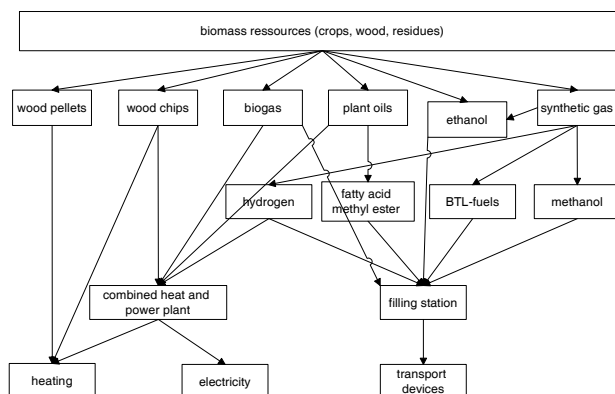 biomass ressources (crops, wood, residues)
wood pellets
wood chips
biogas
plant oils
ethanol
synthetic gas
hydrogen
fatty acid
methyl ester
BTL-fuels
methanol
combined heat and
power plant
filling station
heating
electricity
transport
devices